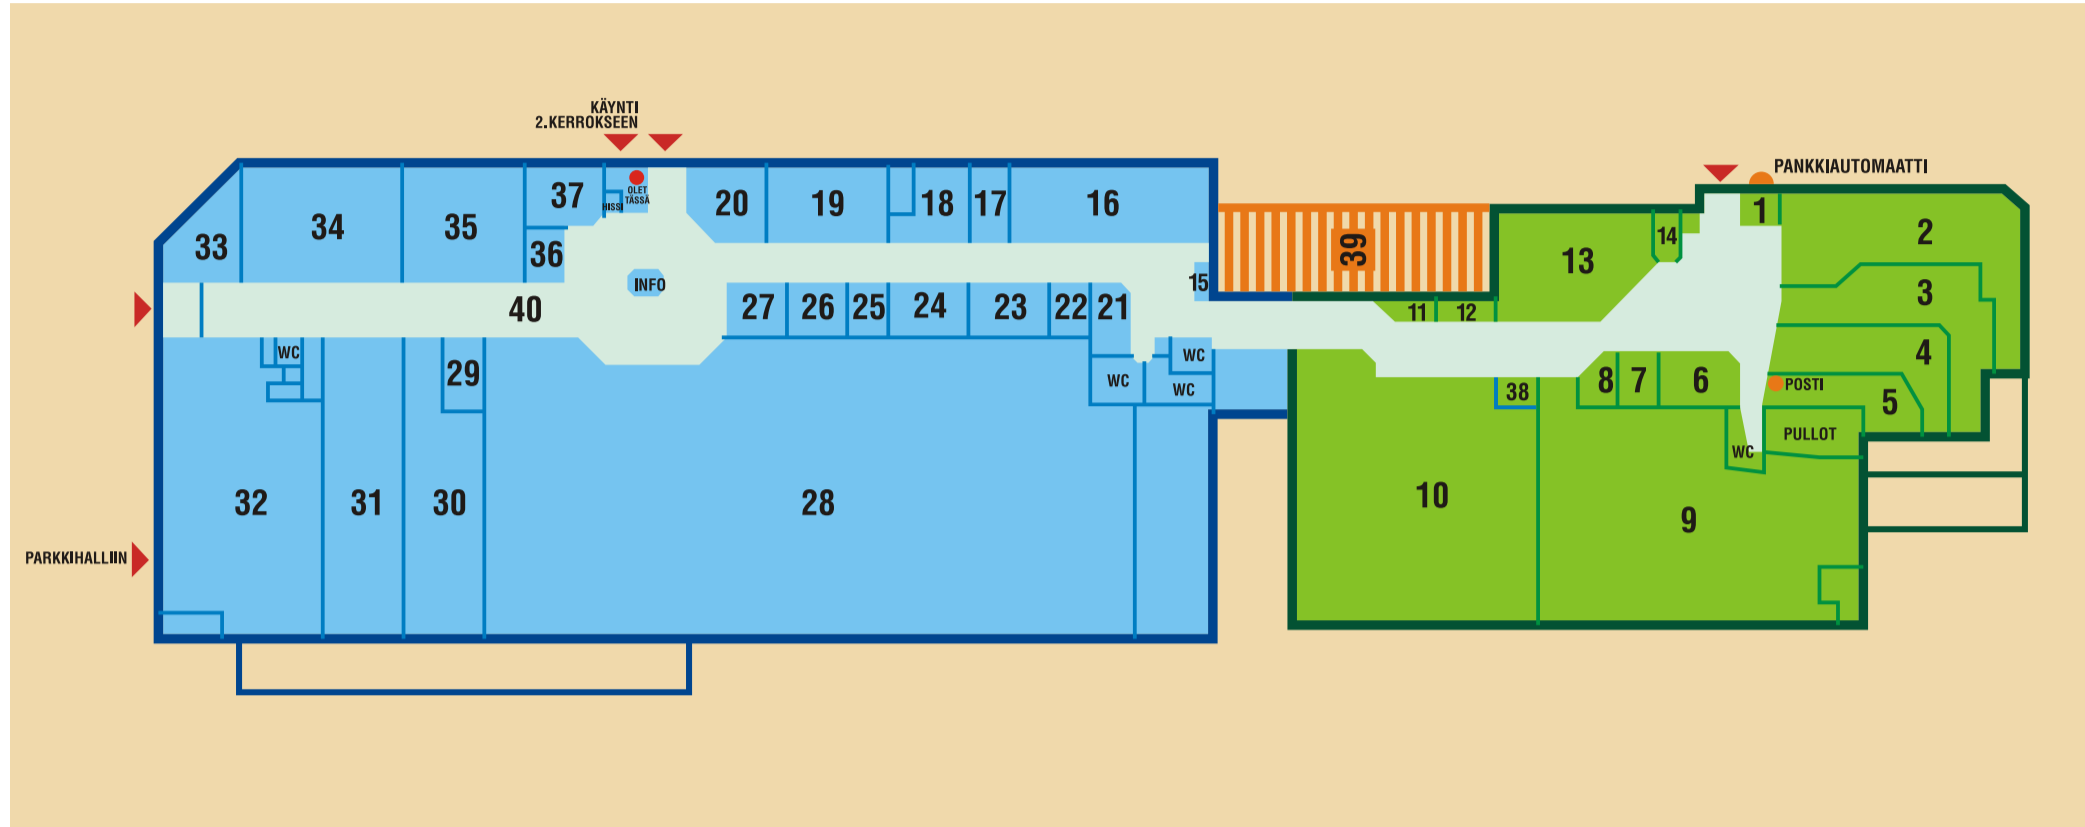 KÄYNTI
2.KERROKSEEN
PANKKIAUTOMAATTI
37
HISSI
OLET
TÄSSÄ
20
19
18
17
16
1
2
33
34
35
36
39
13
14
3
INFO
15
40
27
26
25
24
23
22
21
11
12
4
WC
29
WC
WC
WC
38
8
7
6
POSTI
5
PULLOT
WC
32
31
30
28
10
9
PARKKIHALLIIN